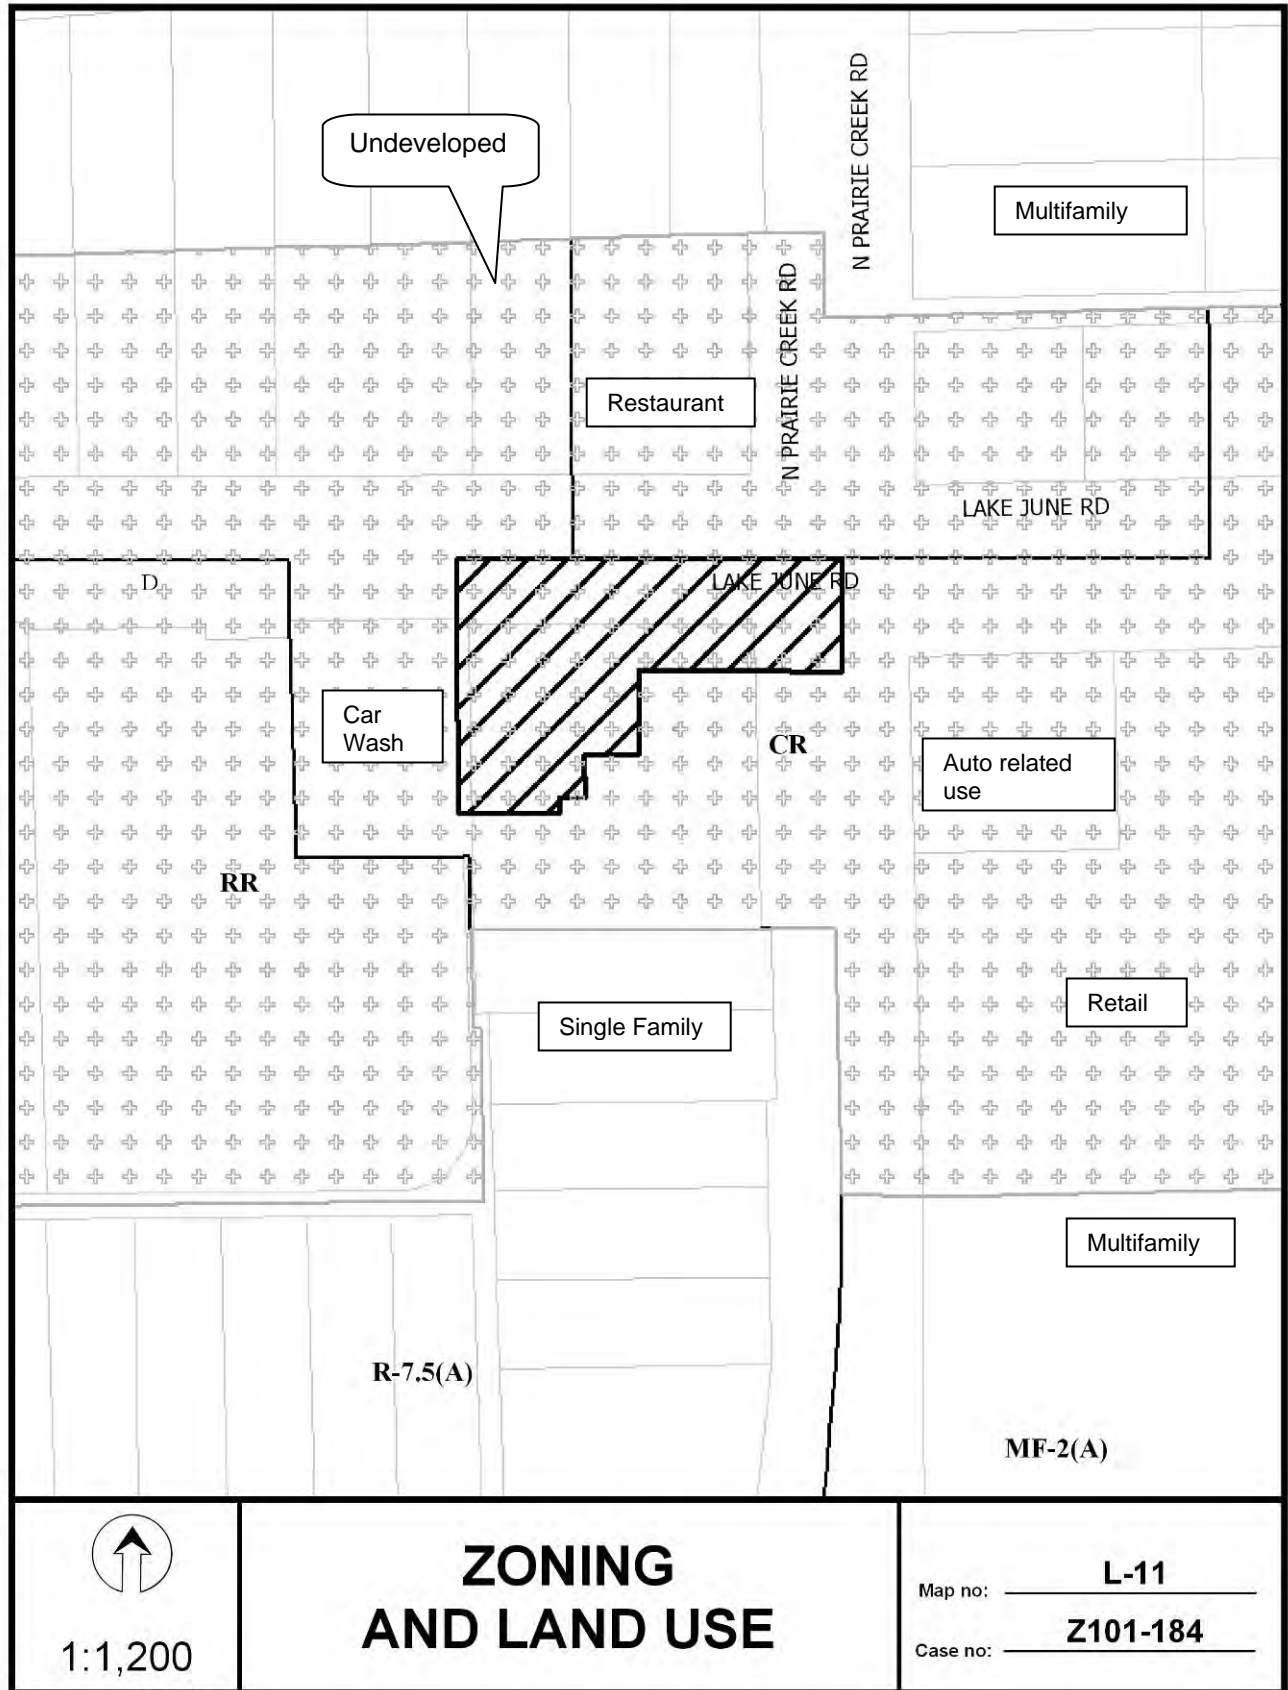 Undeveloped
N PRAIRIE CREEK RD
Multifamily
N PRAIRIE CREEK RD
Restaurant
LAKE JUNE RD
D
LAKE JUNE RD
Car
Wash
CR
Auto related
use
RR
Retail
Single Family
Multifamily
R-7.5(A)
MF-2(A)
1:1,200
ZONING
AND LAND USE
Map no: L-11
Case no: Z101-184